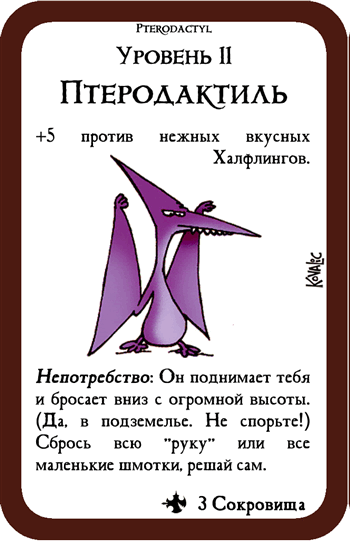 Pterodactyl
Уровень 11
Птеродактиль
+5 против нежных вкусных
Халфлингов.
Kovalic
Непотребство: Он поднимает тебя
и бросает вниз с огромной высоты.
(Да, в подземелье. Не спорьте!)
Сбрось всю "руку" или все
маленькие шмотки, решай сам.
3 Сокровища